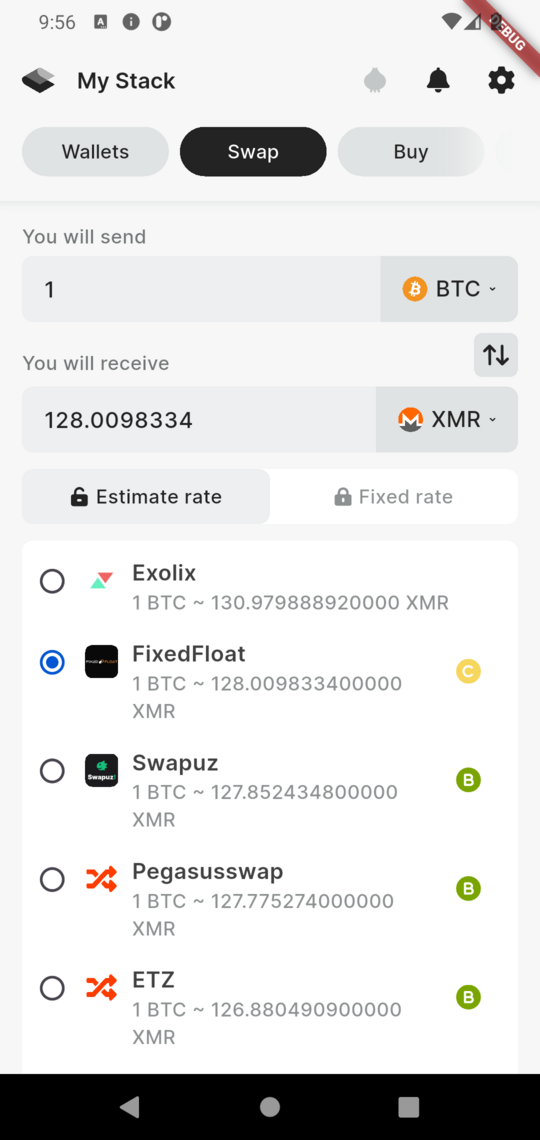 9:56
DEBUG
My Stack
Wallets
Swap
Buy
You will send
1
BTC
You will receive
128.0098334
XMR
Estimate rate
Fixed rate
Exolix
1 BTC ~ 130.979888920000 XMR
FixedFloat
1 BTC ~ 128.009833400000
XMR
C
Swapuz
Swapuz
1 BTC ~ 127.852434800000
XMR
B
Pegasusswap
1 BTC ~ 127.775274000000
XMR
B
ETZ
1 BTC ~ 126.880490900000
XMR
B